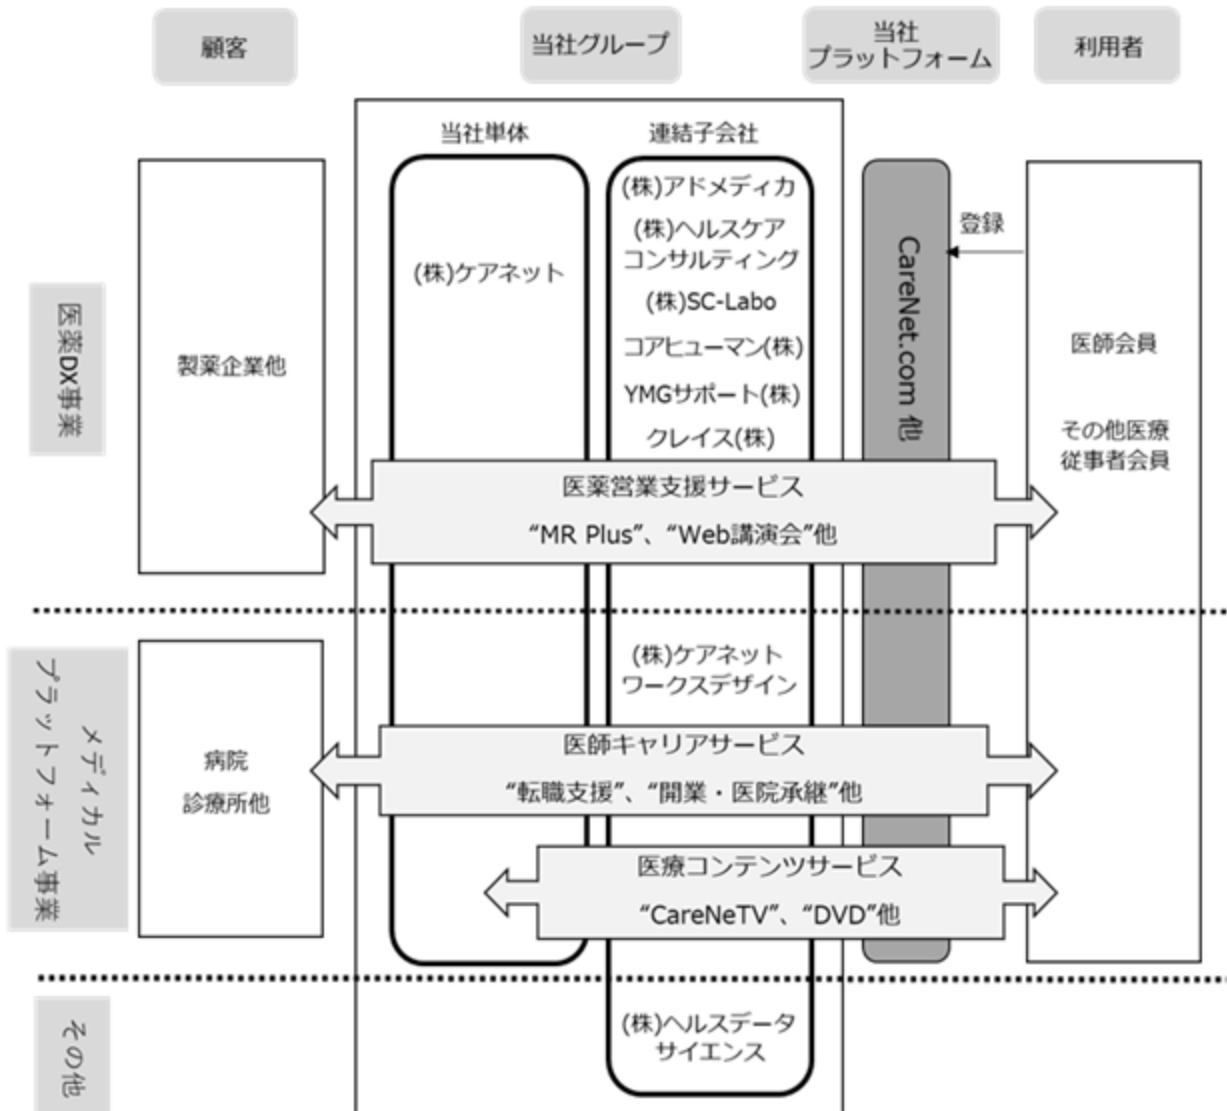 顧客
当社グループ
当社
プラットフォーム
利用者
当社単体
連結子会社
医薬DX事業
製薬企業他
(株)ケアネット
(株)アドメディカ
(株)ヘルスケア
コンサルティング
(株)SC-Labo
コアヒューマン(株)
YMGサポート(株)
クレイス(株)
CareNet.com 他
登録
医師会員
その他医療
従事者会員
医薬営業支援サービス
“MR Plus”、“Web講演会”他
メディカル
プラットフォーム事業
病院
診療所他
(株)ケアネット
ワークスデザイン
医師キャリアサービス
“転職支援”、“開業・医院承継”他
医療コンテンツサービス
“CareNeTV”、“DVD”他
その他
(株)ヘルスデータ
サイエンス